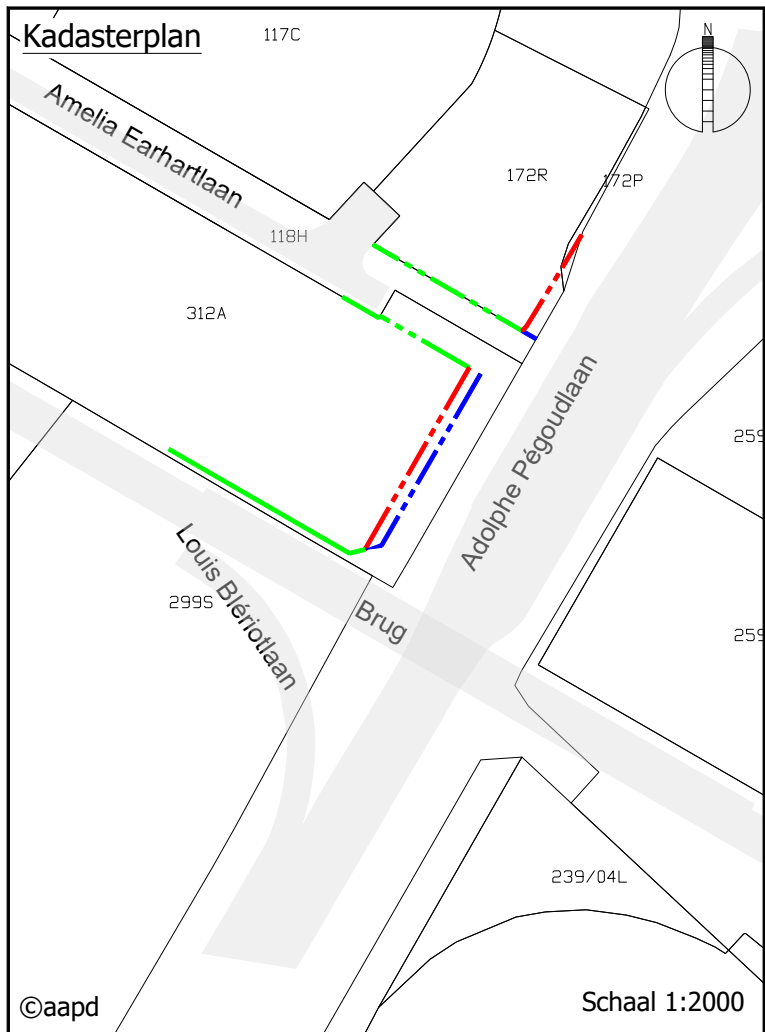 Kadasterplan
117C
N
Amelia Earhartlaan
172R
172P
118H
312A
Adolphe Pégoudlaan
259
Louis Blériotlaan
299S
Brug
259
239/04L
©aapd
Schaal 1:2000